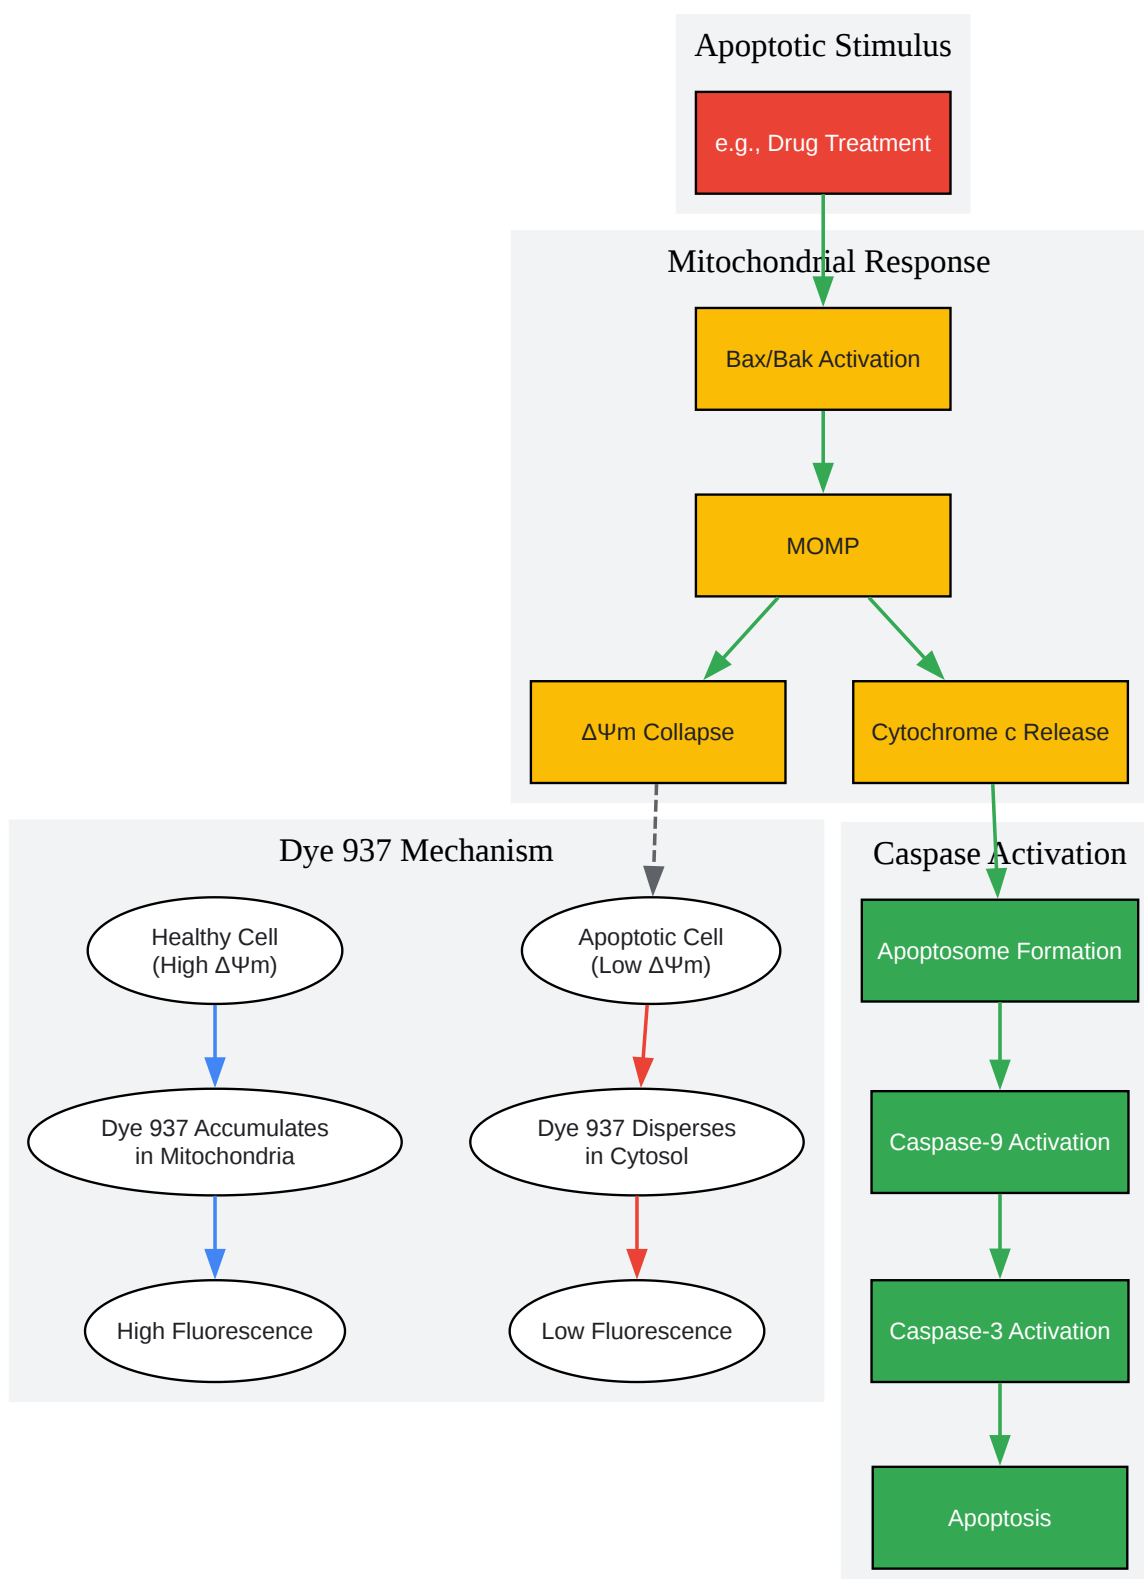 Apoptotic Stimulus
e.g., Drug Treatment
Mitochondrial Response
Bax/Bak Activation
MOMP
ΔΨm Collapse
Cytochrome c Release
Dye 937 Mechanism
Healthy Cell
(High ΔΨm)
Apoptotic Cell
(Low ΔΨm)
Dye 937 Accumulates
in Mitochondria
Dye 937 Disperses
in Cytosol
High Fluorescence
Low Fluorescence
Caspase Activation
Apoptosome Formation
Caspase-9 Activation
Caspase-3 Activation
Apoptosis